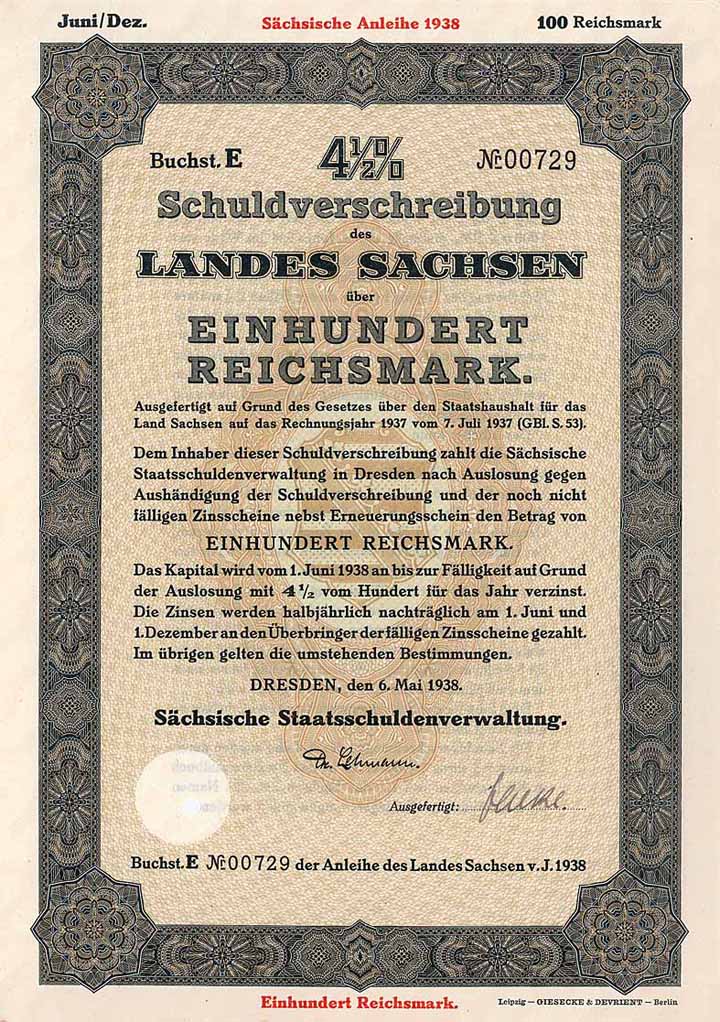 Juni/Dez. Sächsische Anleihe 1938 100 Reichsmark
Buchst. E 4½% № 00729
Schuldverschreibung
des
LANDES SACHSEN
über
EINHUNDERT
REICHSMARK.
Ausgefertigt auf Grund des Gesetzes über den Staatshaushalt für das
Land Sachsen auf das Rechnungsjahr 1937 vom 7. Juli 1937 (GBl. S. 53).
Dem Inhaber dieser Schuldverschreibung zahlt die Sächsische
Staatsschuldenverwaltung in Dresden nach Auslosung gegen
Aushändigung der Schuldverschreibung und der noch nicht
fälligen Zinsscheine nebst Erneuerungsschein den Betrag von
EINHUNDERT REICHSMARK.
Das Kapital wird vom 1. Juni 1938 an bis zur Fälligkeit auf Grund
der Auslosung mit 4½ vom Hundert für das Jahr verzinst.
Die Zinsen werden halbjährlich nachträglich am 1. Juni und
1. Dezember an den Überbringer der fälligen Zinsscheine gezahlt.
Im übrigen gelten die umstehenden Bestimmungen.
DRESDEN, den 6. Mai 1938.
Sächsische Staatsschuldenverwaltung.
Dr. Lehmann.
Ausgefertigt:
Buchst. E № 00729 der Anleihe des Landes Sachsen v. J. 1938
Einhundert Reichsmark. Leipzig — GIESECKE & DEVRIENT — Berlin